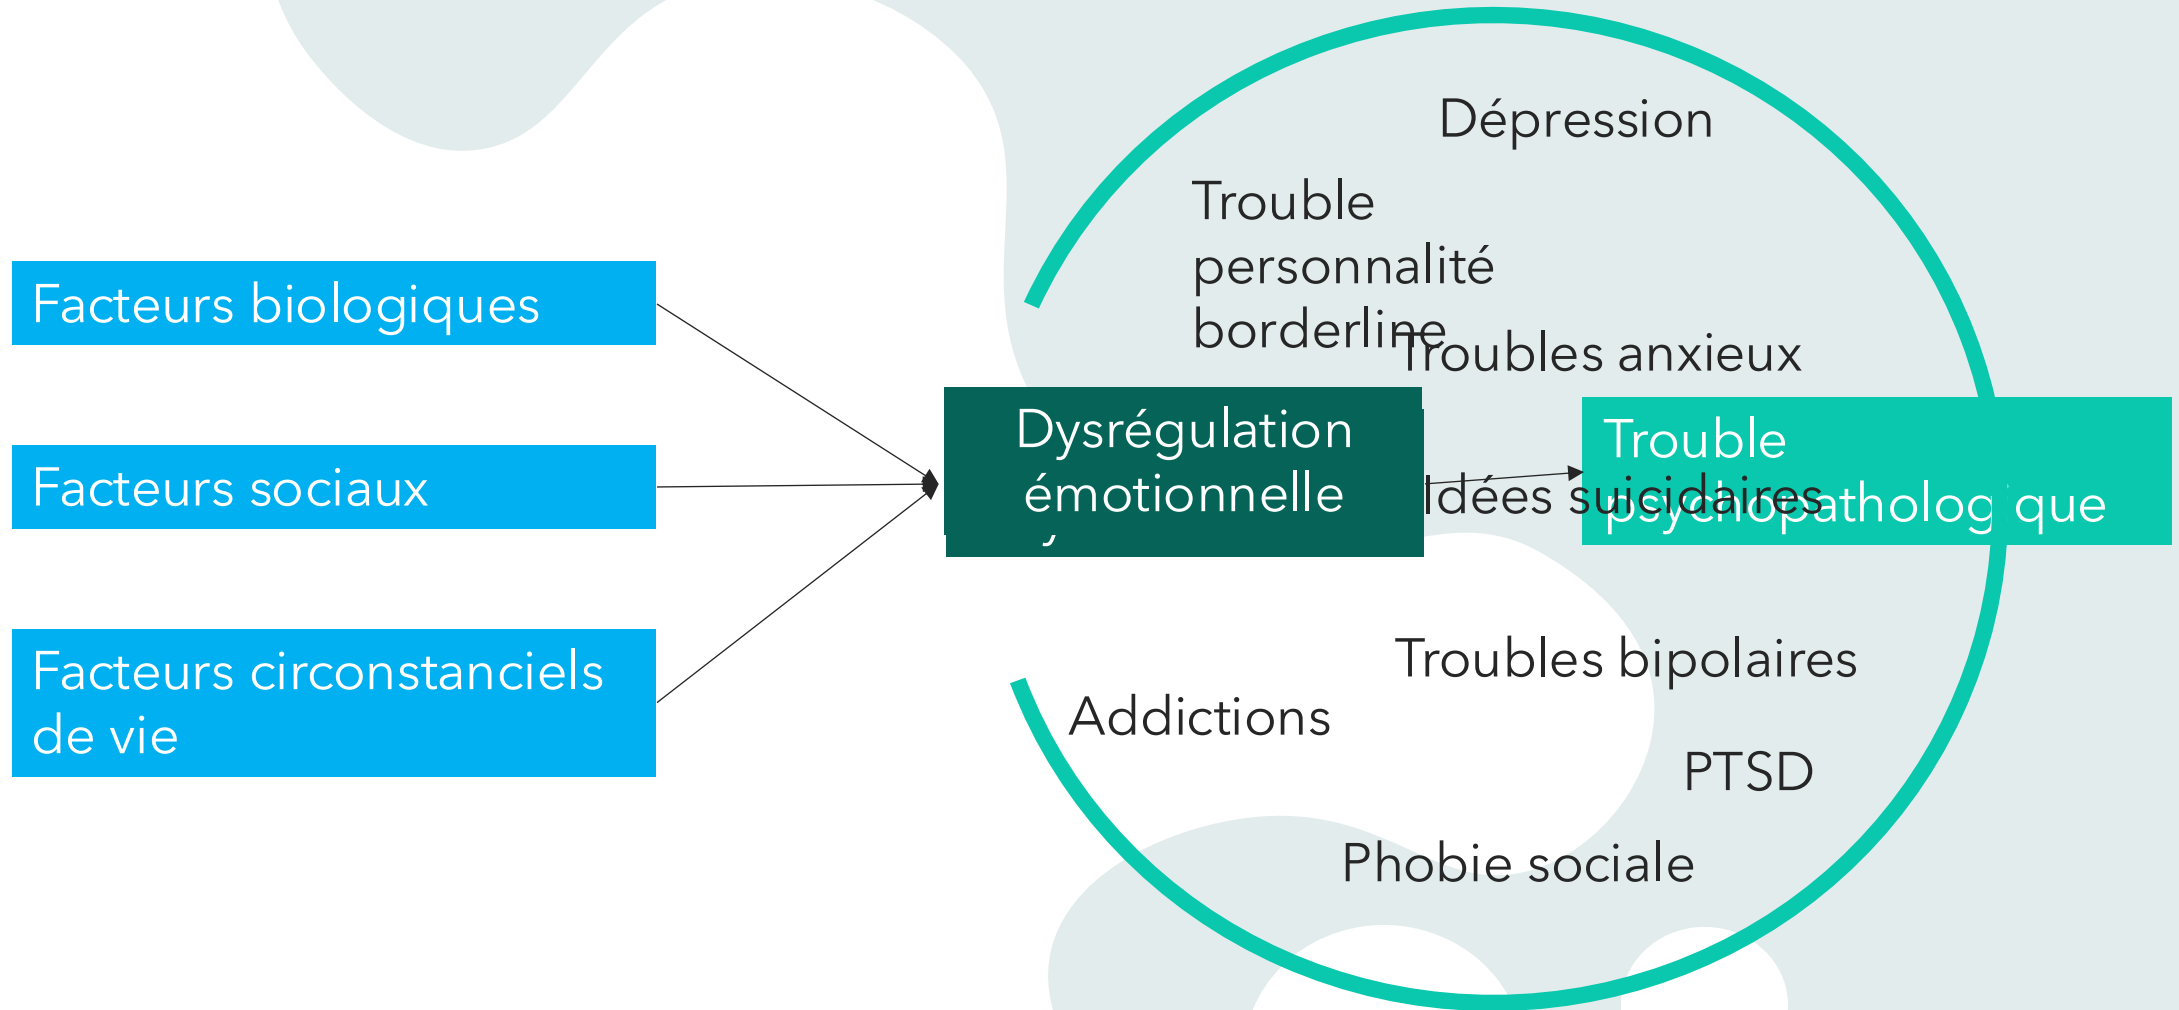 Facteurs biologiques
Facteurs sociaux
Facteurs circonstanciels
de vie
Dysrégulation
émotionnelle
Dépression
Trouble
personnalité
borderline
Troubles anxieux
Trouble
psychopathologique
Idées suicidaires
Troubles bipolaires
Addictions
PTSD
Phobie sociale